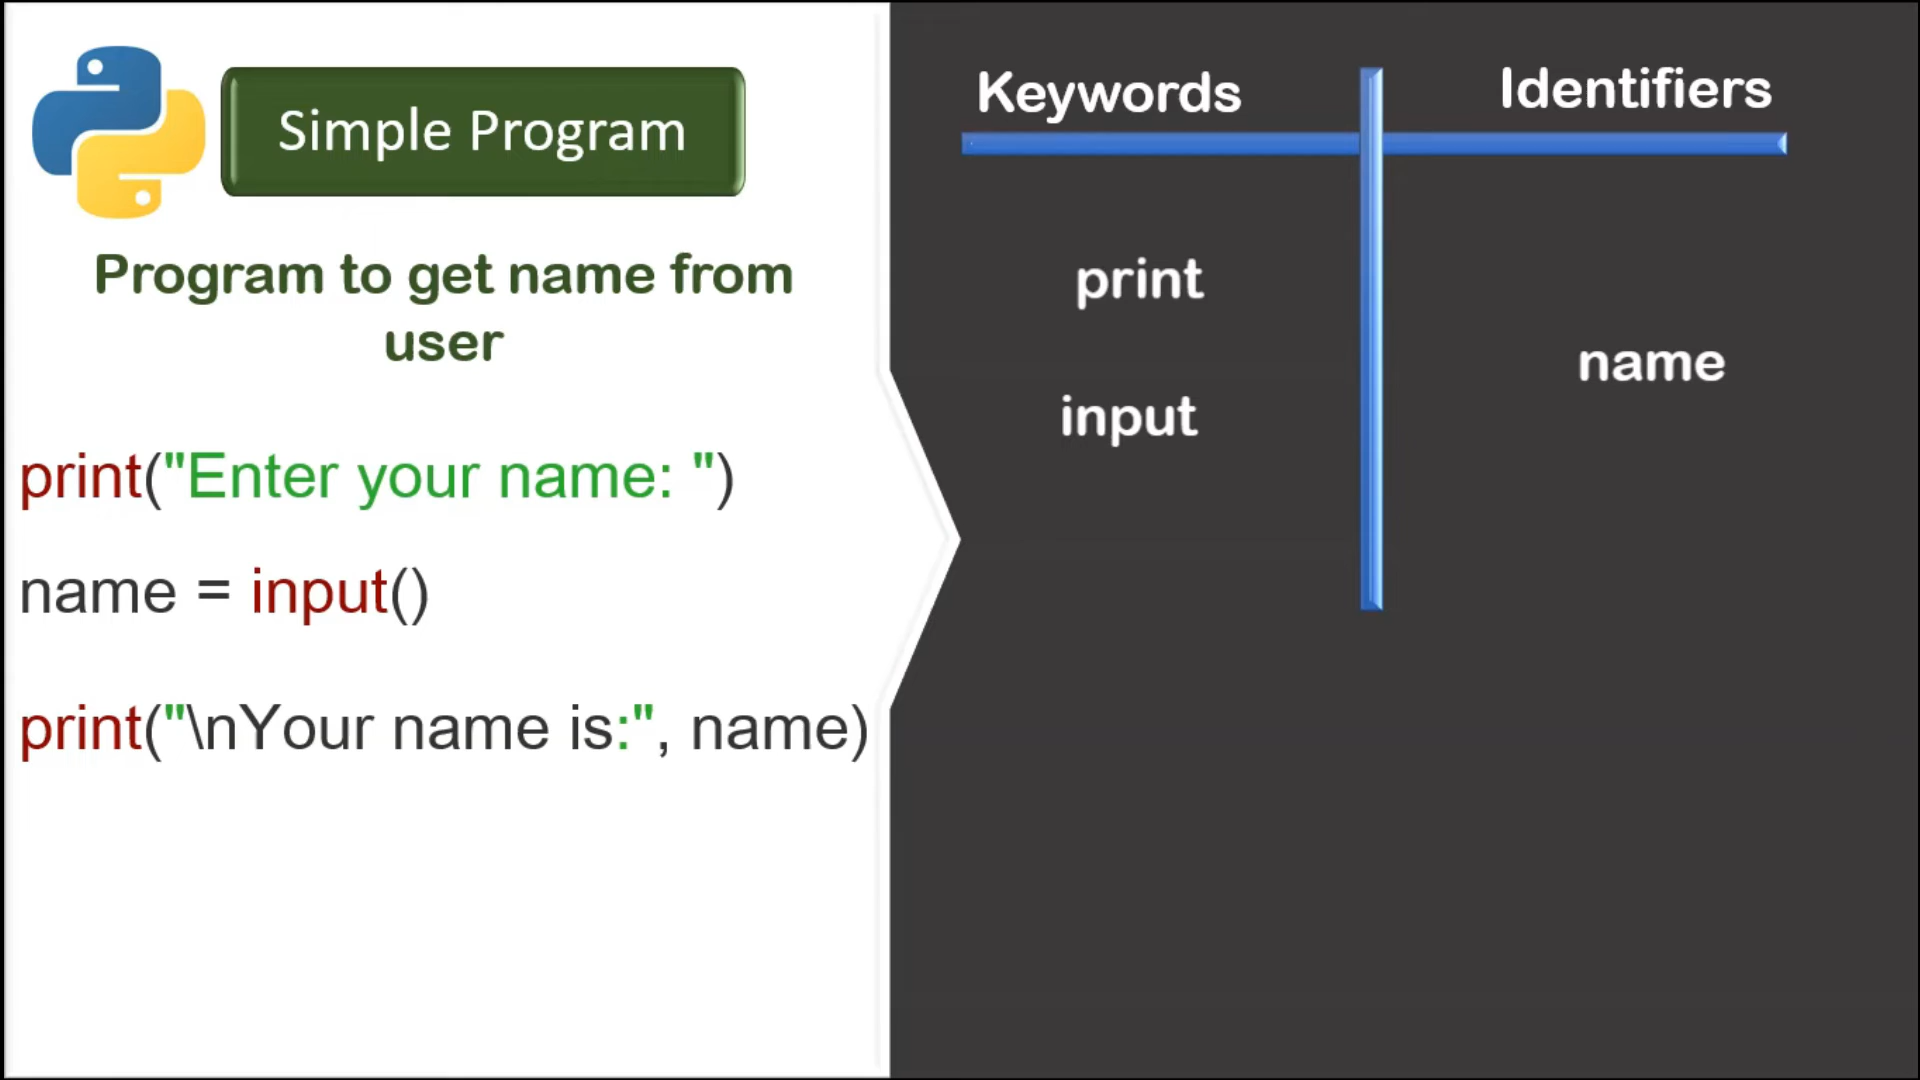 Simple Program
Program to get name from
user
print("Enter your name: ")
name = input()
print("\nYour name is:", name)
Keywords
Identifiers
print
name
input